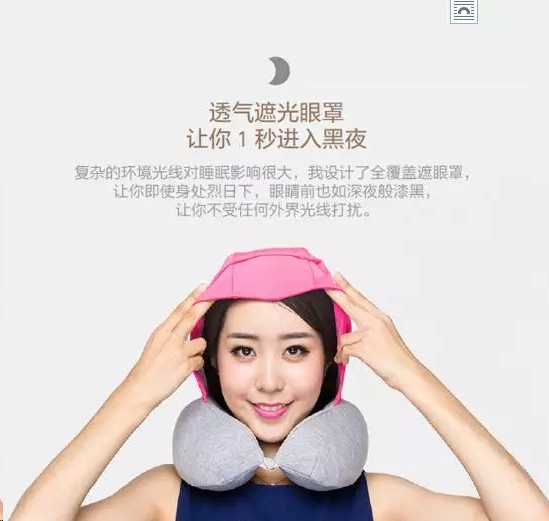 透气遮光眼罩
让你1秒进入黑夜
复杂的环境光线对睡眠影响很大，我设计了全覆盖遮眼罩，
让你即使身处烈日下，眼睛前也如深夜般漆黑，
让你不受任何外界光线打扰。